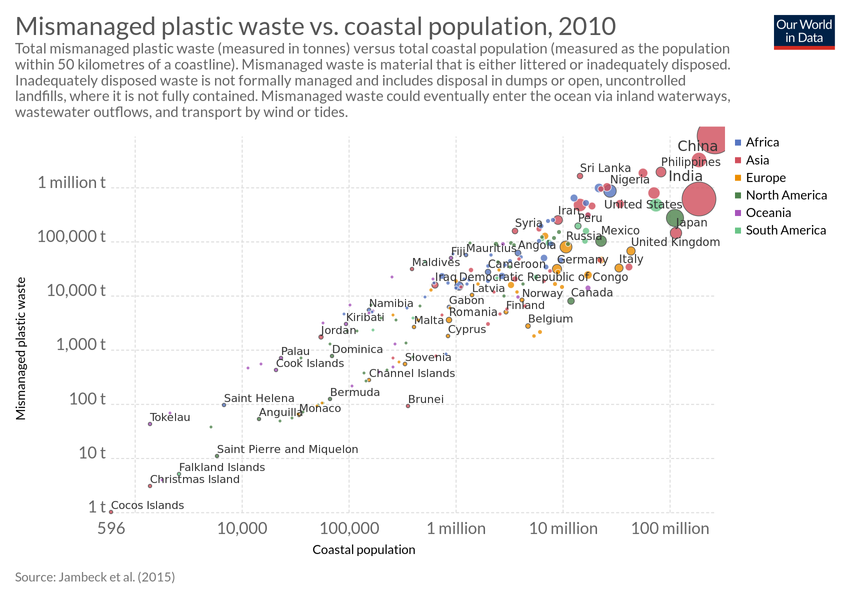 Mismanaged plastic waste vs. coastal population, 2010
Our World
in Data
Total mismanaged plastic waste (measured in tonnes) versus total coastal population (measured as the population
within 50 kilometres of a coastline). Mismanaged waste is material that is either littered or inadequately disposed.
Inadequately disposed waste is not formally managed and includes disposal in dumps or open, uncontrolled
landfills, where it is not fully contained. Mismanaged waste could eventually enter the ocean via inland waterways,
wastewater outflows, and transport by wind or tides.
China
Philippines
Sri Lanka
India
Nigeria
United States
Iran
Peru
Japan
Syria
Russia
Mexico
United Kingdom
Fiji
Mauritius
Angola
Maldives
Cameroon
Germany
Italy
Iraq
Democratic Republic of Congo
Latvia
Norway
Canada
Namibia
Gabon
Finland
Kiribati
Malta
Romania
Belgium
Jordan
Cyprus
Palau
Dominica
Slovenia
Cook Islands
Channel Islands
Saint Helena
Bermuda
Brunei
Anguilla
Monaco
Tokelau
Saint Pierre and Miquelon
Falkland Islands
Christmas Island
Cocos Islands
Africa
Asia
Europe
North America
Oceania
South America
Mismanaged plastic waste
1 million t
100,000 t
10,000 t
1,000 t
100 t
10 t
1 t
596
10,000
100,000
1 million
10 million
100 million
Coastal population
Source: Jambeck et al. (2015)